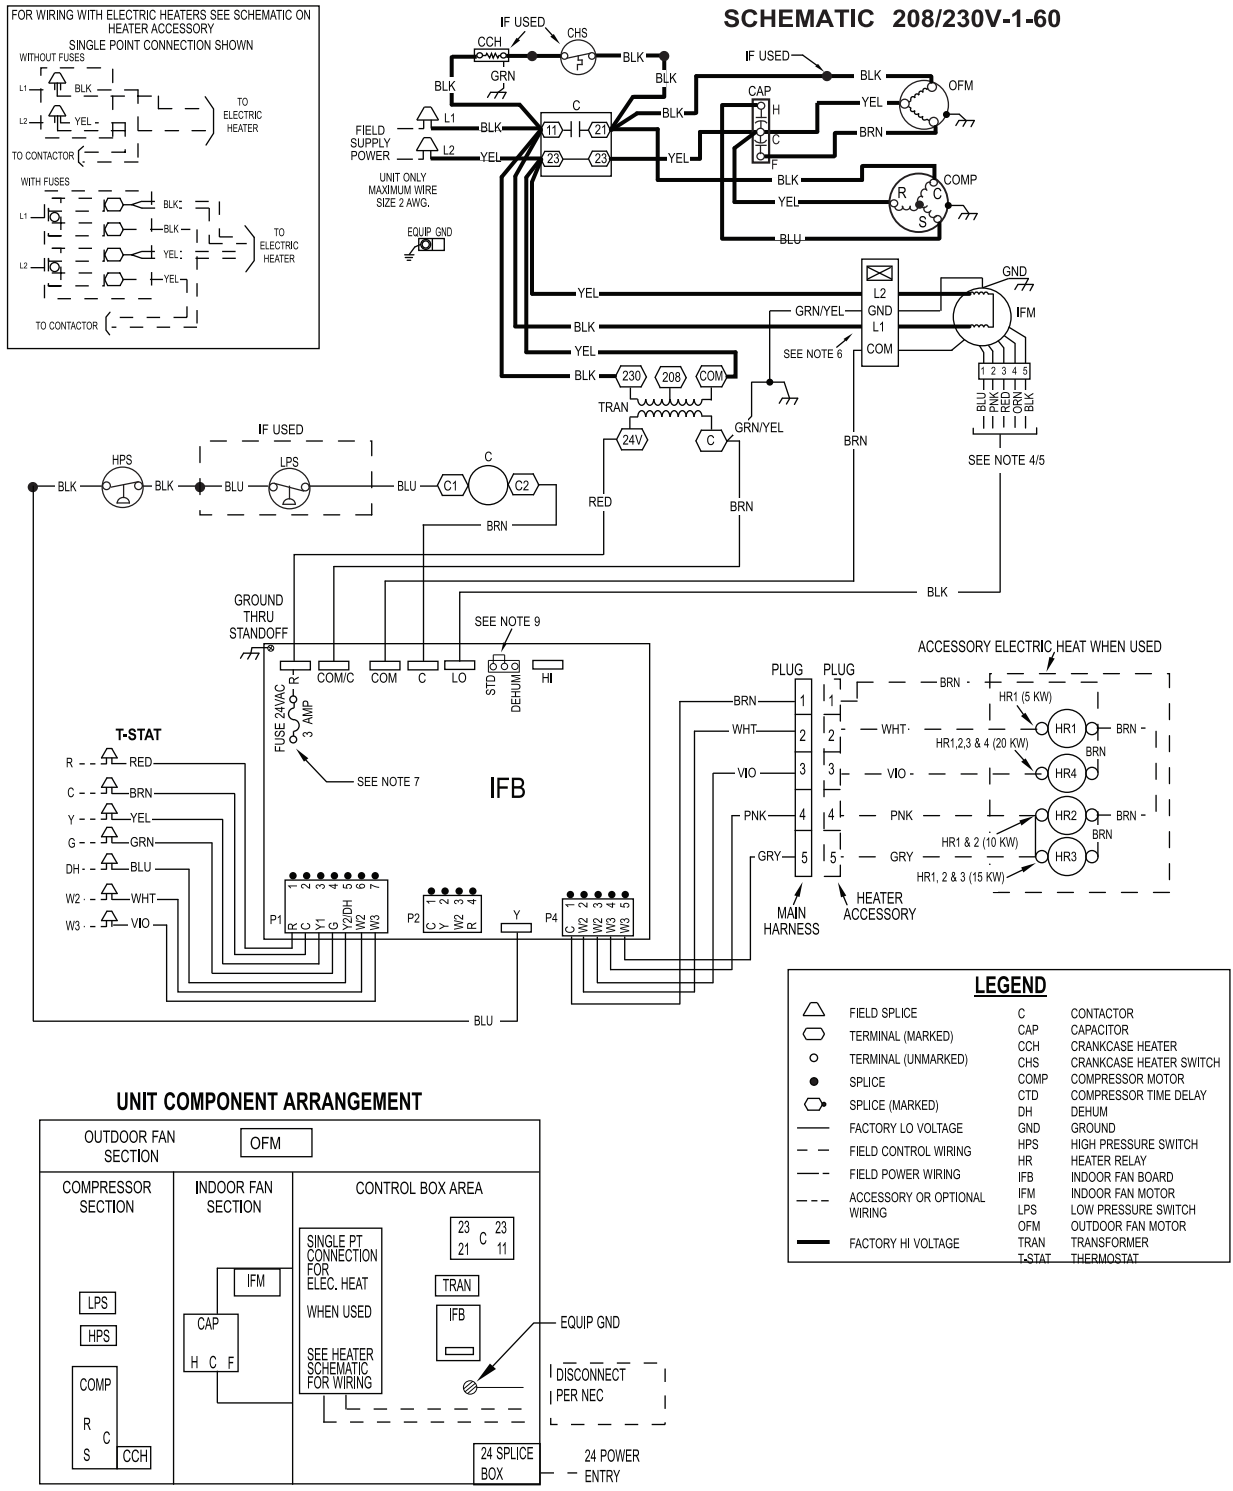 SCHEMATIC 208/230V-1-60
FOR WIRING WITH ELECTRIC HEATERS SEE SCHEMATIC ON
HEATER ACCESSORY
SINGLE POINT CONNECTION SHOWN
WITHOUT FUSES
L1
BLK
L2
YEL
TO
ELECTRIC
HEATER
TO CONTACTOR
WITH FUSES
L1
BLK
BLK
YEL
L2
YEL
TO
ELECTRIC
HEATER
TO CONTACTOR
IF USED
CCH
CHS
GRN
BLK
BLK
BLK
BLK
IF USED
BLK
OFM
CAP
H
C
F
YEL
BRN
FIELD
SUPPLY
POWER
L1
BLK
L2
YEL
C
11
21
23
23
YEL
UNIT ONLY
MAXIMUM WIRE
SIZE 2 AWG.
EQUIP GND
BLK
YEL
BLU
COMP
R
C
S
YEL
BLK
YEL
BLK
230
208
COM
TRAN
24V
C
GRN/YEL
GRN/YEL
SEE NOTE 6
L2
GND
L1
COM
GND
IFM
1 2 3 4 5
BLU
PNK
RED
ORN
BLK
SEE NOTE 4/5
BRN
BRN
RED
IF USED
HPS
LPS
BLK
BLK
BLU
BLU
C
C1
C2
BRN
BLK
GROUND
THRU
STANDOFF
SEE NOTE 9
R
COM/C
COM
C
LO
STD
DEHUM
HI
FUSE 24VAC
3 AMP
SEE NOTE 7
IFB
T-STAT
R RED
C BRN
Y YEL
G GRN
DH BLU
W2 WHT
W3 VIO
P1
1 2 3 4 5 6 7
R C Y1 G Y2/DH W2 W3
P2
1 2 3 4
C Y W2 R
Y
P4
1 2 3 4 5
C W2 W2 W3 W3
BLU
PLUG
PLUG
BRN 1 1 BRN
WHT 2 2 WHT
VIO 3 3 VIO
PNK 4 4 PNK
GRY 5 5 GRY
MAIN
HARNESS
HEATER
ACCESSORY
ACCESSORY ELECTRIC HEAT WHEN USED
HR1 (5 KW)
HR1
BRN
HR1,2,3 & 4 (20 KW)
BRN
HR4
HR2
BRN
HR1 & 2 (10 KW)
BRN
HR3
HR1, 2 & 3 (15 KW)
LEGEND
FIELD SPLICE
TERMINAL (MARKED)
TERMINAL (UNMARKED)
SPLICE
SPLICE (MARKED)
FACTORY LO VOLTAGE
FIELD CONTROL WIRING
FIELD POWER WIRING
ACCESSORY OR OPTIONAL
WIRING
FACTORY HI VOLTAGE
C CONTACTOR
CAP CAPACITOR
CCH CRANKCASE HEATER
CHS CRANKCASE HEATER SWITCH
COMP COMPRESSOR MOTOR
CTD COMPRESSOR TIME DELAY
DH DEHUM
GND GROUND
HPS HIGH PRESSURE SWITCH
HR HEATER RELAY
IFB INDOOR FAN BOARD
IFM INDOOR FAN MOTOR
LPS LOW PRESSURE SWITCH
OFM OUTDOOR FAN MOTOR
TRAN TRANSFORMER
T-STAT THERMOSTAT
UNIT COMPONENT ARRANGEMENT
OUTDOOR FAN
SECTION
OFM
COMPRESSOR
SECTION
LPS
HPS
COMP
R
C
S
CCH
INDOOR FAN
SECTION
IFM
CAP
H C F
CONTROL BOX AREA
SINGLE PT
CONNECTION
FOR
ELEC. HEAT
WHEN USED
SEE HEATER
SCHEMATIC
FOR WIRING
23 23
C
21 11
TRAN
IFB
EQUIP GND
DISCONNECT
PER NEC
24 SPLICE
BOX
24 POWER
ENTRY